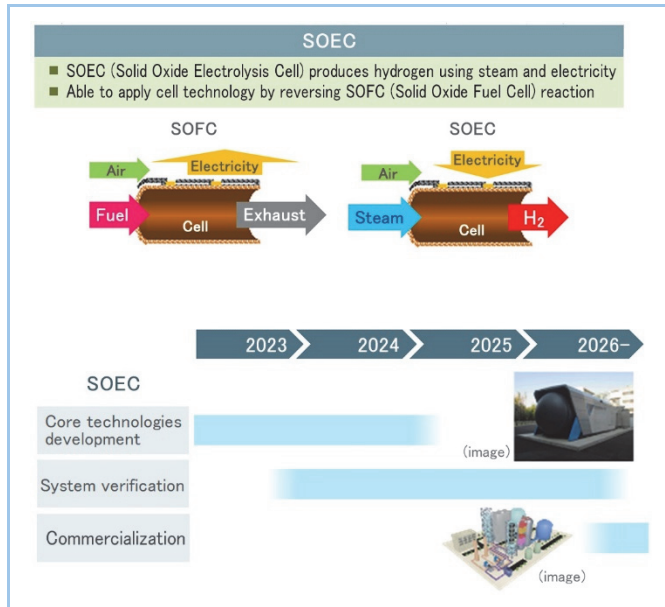 SOEC
■ SOEC (Solid Oxide Electrolysis Cell) produces hydrogen using steam and electricity
■ Able to apply cell technology by reversing SOFC (Solid Oxide Fuel Cell) reaction
SOFC
Air
Electricity
Fuel
Cell
Exhaust
SOEC
Air
Electricity
Steam
Cell
H₂
2023
2024
2025
2026-
SOEC
Core technologies
development
(image)
System verification
Commercialization
(image)